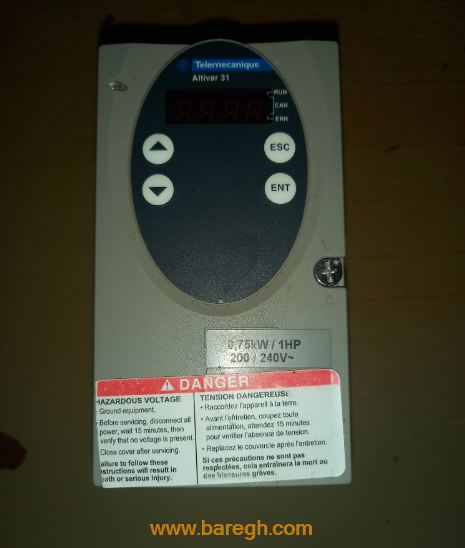 Telemecanique
Altivar 31
RUN
CAN
ERR
ESC
ENT
0,75kW / 1HP
200 / 240V~
DANGER
HAZARDOUS VOLTAGE
Ground equipment.
Before servicing, disconnect all
power, wait 15 minutes, then
verify that no voltage is present.
Close cover after servicing.
ailure to follow these
structions will result in
eath or serious injury.
TENSION DANGEREUSE
• Raccordez l'appareil à la terre.
• Avant l'entretien, coupez toute
alimentation, attendez 15 minutes
pour vérifier l'absence de tension.
• Replacez le couvercle après l'entretien.
Si ces précautions ne sont pas
respectées, cela entraînera la mort ou
des blessures graves.
www.baregh.com